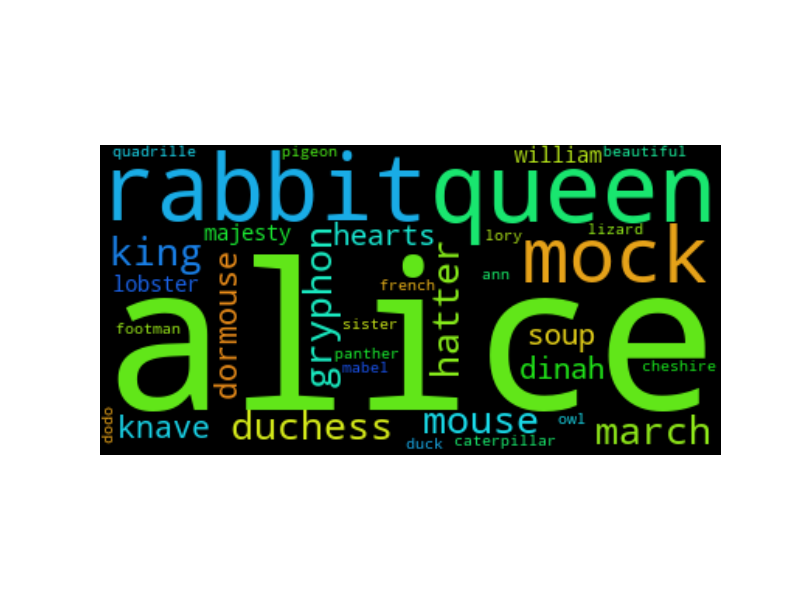 quadrille
pigeon
william
beautiful
rabbit
queen
majesty
hearts
lory
lizard
king
mock
lobster
dormouse
gryphon
french
hatter
ann
alice
footman
sister
soup
panther
mabel
dinah
cheshire
dodo
knave
duchess
mouse
owl
march
duck
caterpillar